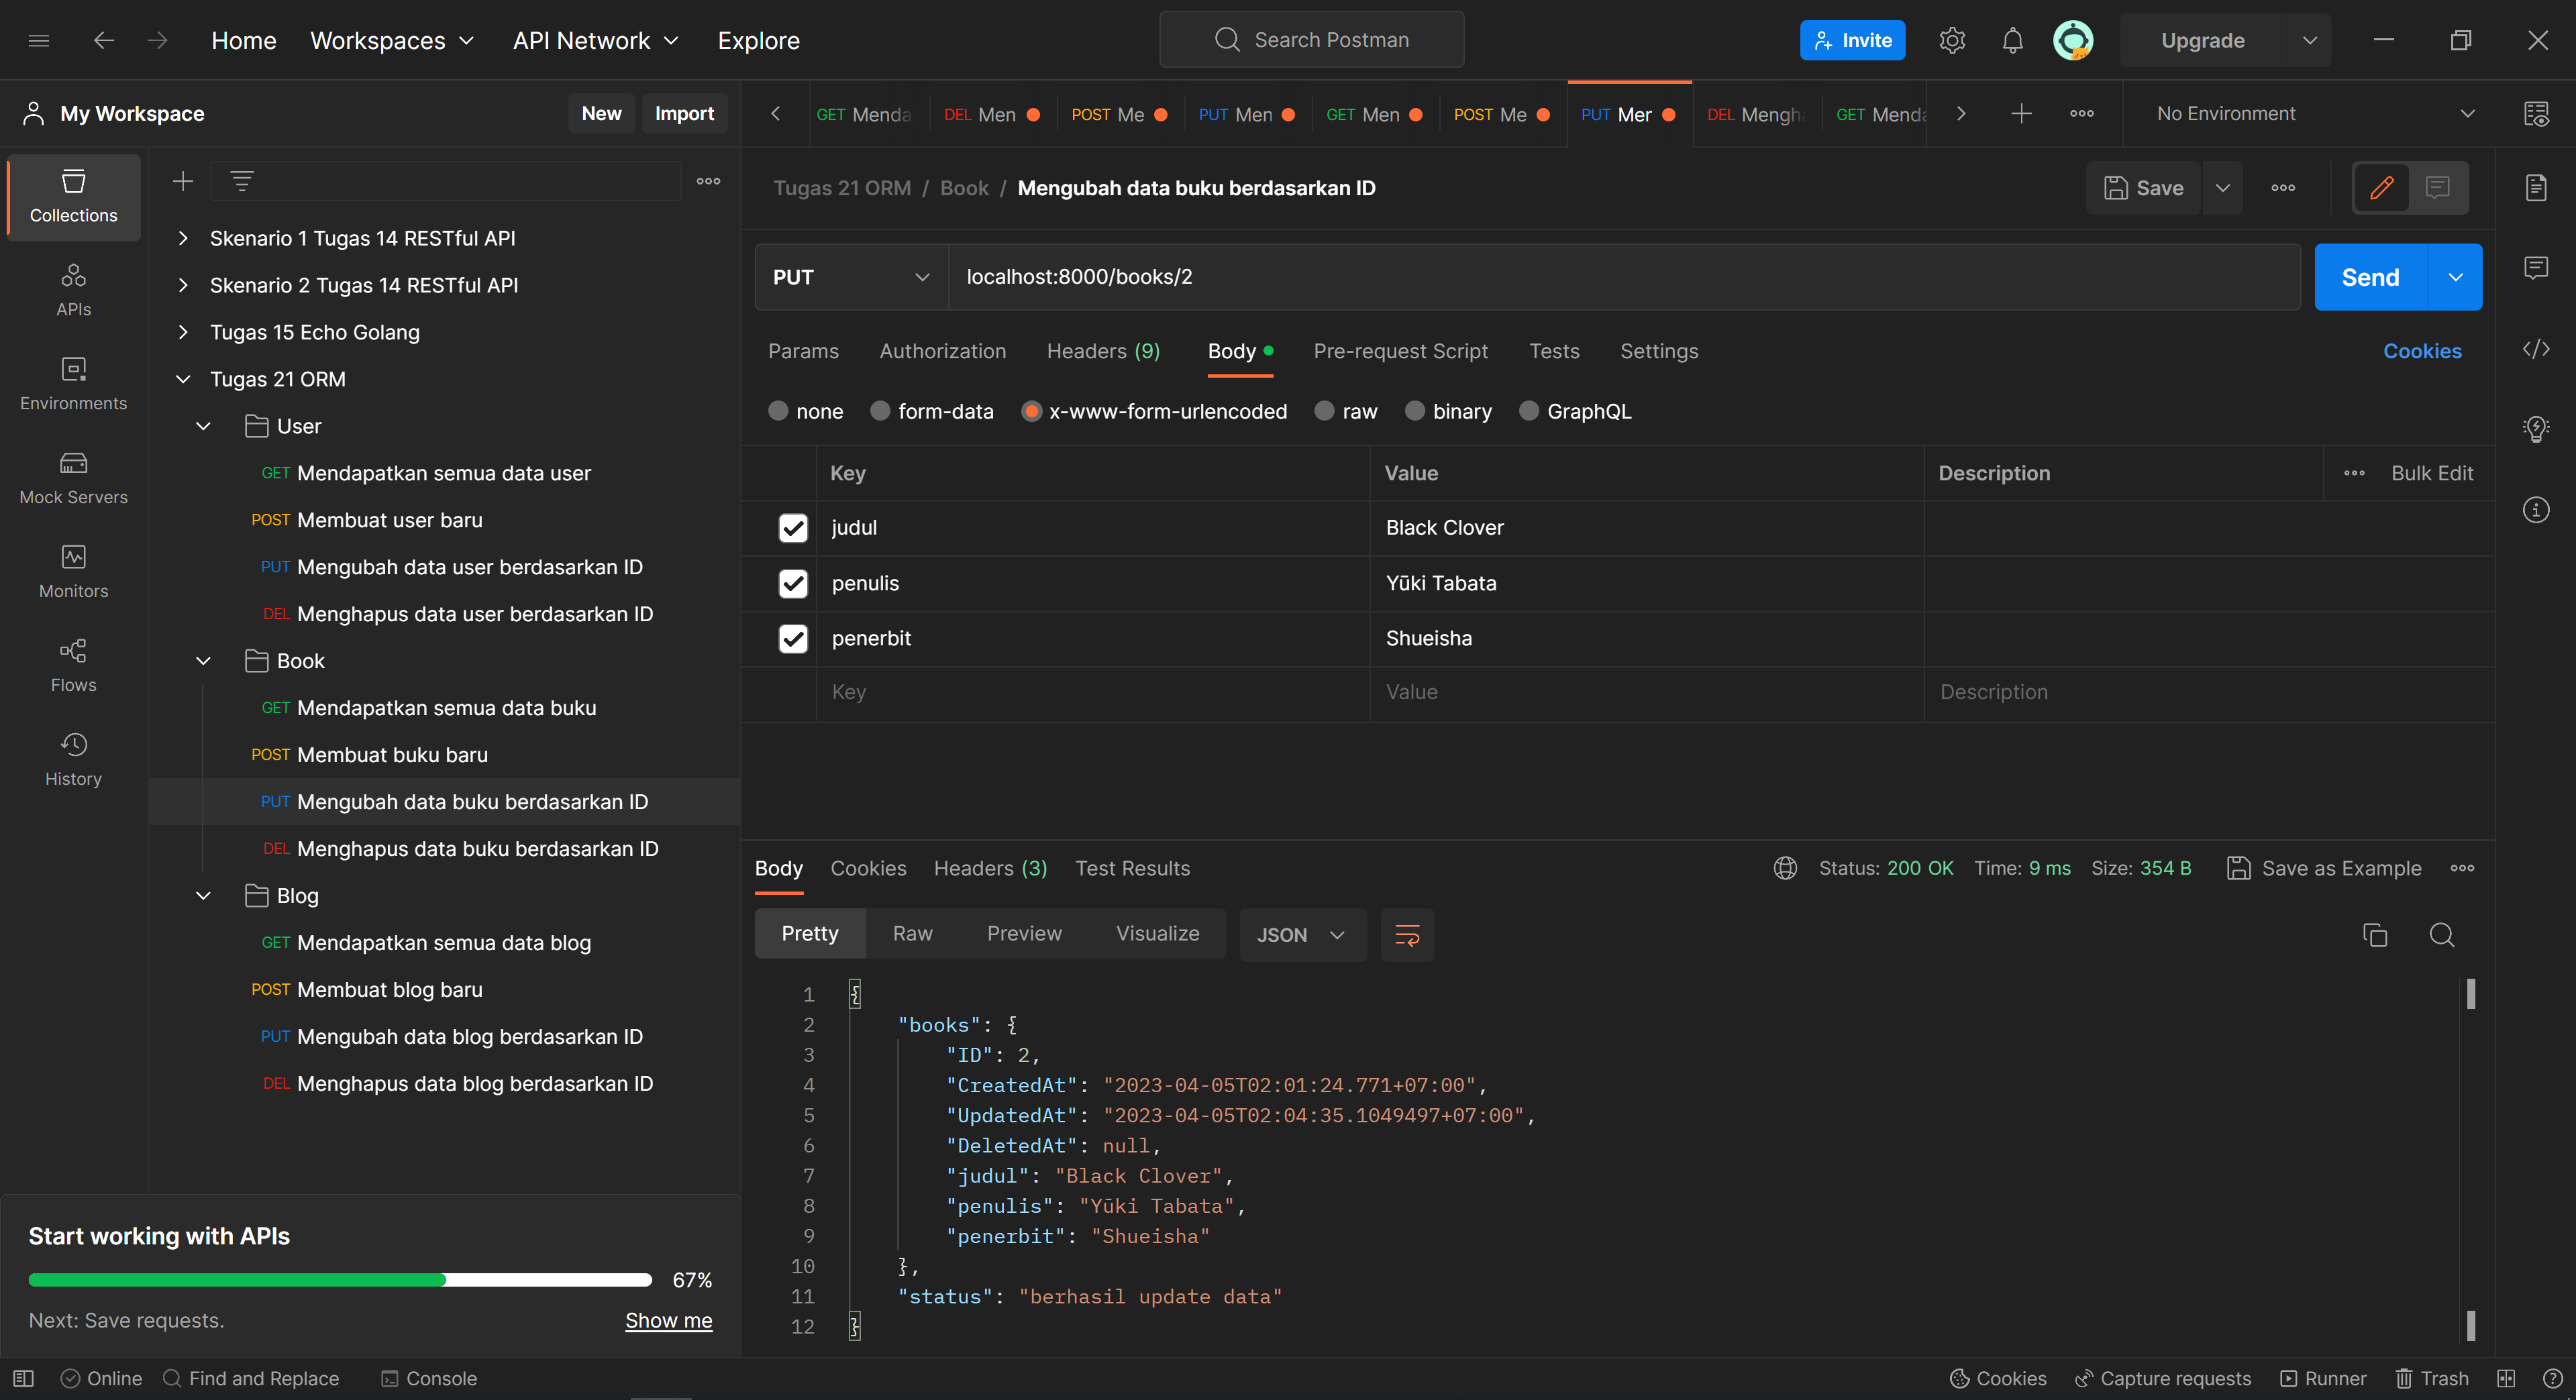 Home Workspaces API Network Explore Search Postman Invite Upgrade
My Workspace New Import
GET Menda DEL Men POST Me PUT Men GET Men POST Me PUT Mer DEL Mengh GET Menda No Environment
Collections
APIs
Environments
Mock Servers
Monitors
Flows
History
Skenario 1 Tugas 14 RESTful API
Skenario 2 Tugas 14 RESTful API
Tugas 15 Echo Golang
Tugas 21 ORM
User
GET Mendapatkan semua data user
POST Membuat user baru
PUT Mengubah data user berdasarkan ID
DEL Menghapus data user berdasarkan ID
Book
GET Mendapatkan semua data buku
POST Membuat buku baru
PUT Mengubah data buku berdasarkan ID
DEL Menghapus data buku berdasarkan ID
Blog
GET Mendapatkan semua data blog
POST Membuat blog baru
PUT Mengubah data blog berdasarkan ID
DEL Menghapus data blog berdasarkan ID
Start working with APIs
67%
Next: Save requests. Show me
Tugas 21 ORM / Book / Mengubah data buku berdasarkan ID Save
PUT localhost:8000/books/2 Send
Params Authorization Headers (9) Body Pre-request Script Tests Settings Cookies
none form-data x-www-form-urlencoded raw binary GraphQL
Key Value Description Bulk Edit
judul Black Clover
penulis Yūki Tabata
penerbit Shueisha
Key Value Description
Body Cookies Headers (3) Test Results Status: 200 OK Time: 9 ms Size: 354 B Save as Example
Pretty Raw Preview Visualize JSON
1 {
2 "books": {
3 "ID": 2,
4 "CreatedAt": "2023-04-05T02:01:24.771+07:00",
5 "UpdatedAt": "2023-04-05T02:04:35.1049497+07:00",
6 "DeletedAt": null,
7 "judul": "Black Clover",
8 "penulis": "Yūki Tabata",
9 "penerbit": "Shueisha"
10 },
11 "status": "berhasil update data"
12 }
Online Find and Replace Console Cookies Capture requests Runner Trash